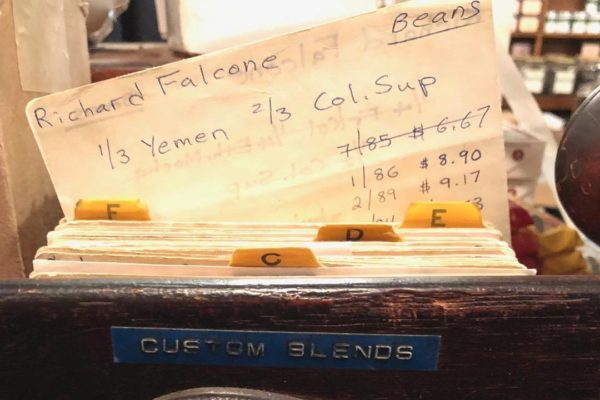 Beans
Richard Falcone
1/3 Yemen 2/3 Col. Sup
7/85 $6.67
1/86 $8.90
2/89 $9.17
F
E
D
C
CUSTOM BLENDS